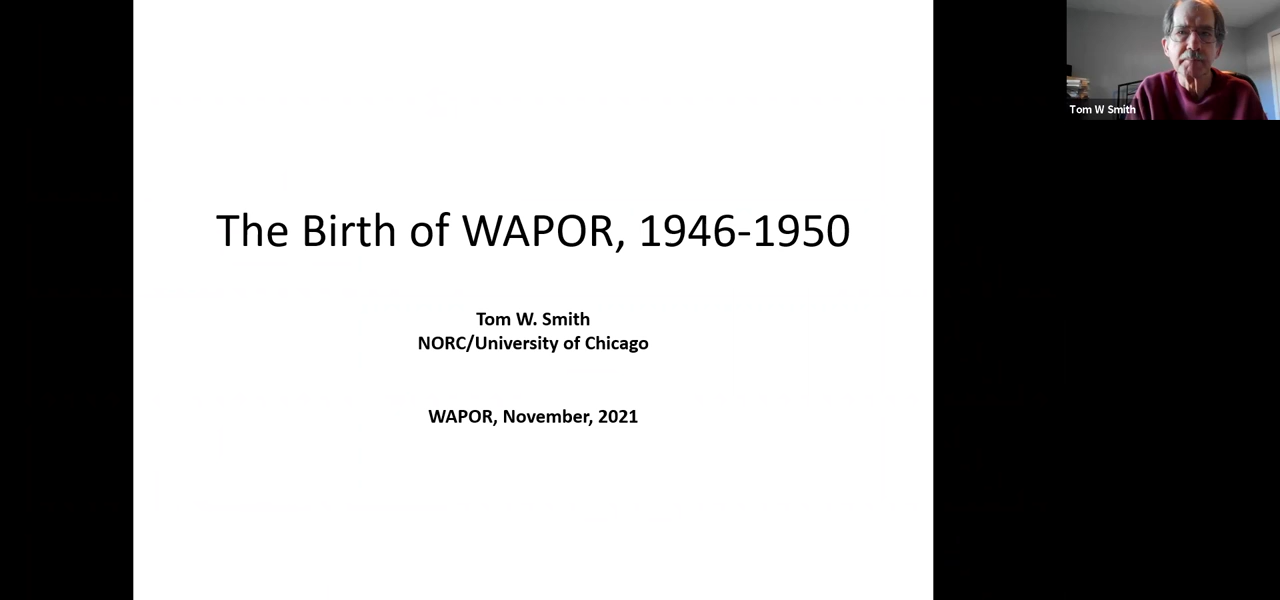 The Birth of WAPOR, 1946-1950
Tom W. Smith
NORC/University of Chicago
WAPOR, November, 2021
Tom W Smith